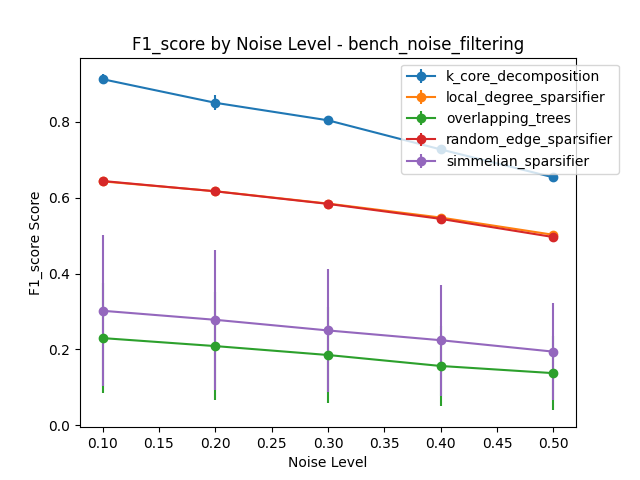 F1_score by Noise Level - bench_noise_filtering
k_core_decomposition
local_degree_sparsifier
overlapping_trees
random_edge_sparsifier
simmelian_sparsifier
F1_score Score
0.8
0.6
0.4
0.2
0.0
0.10 0.15 0.20 0.25 0.30 0.35 0.40 0.45 0.50
Noise Level